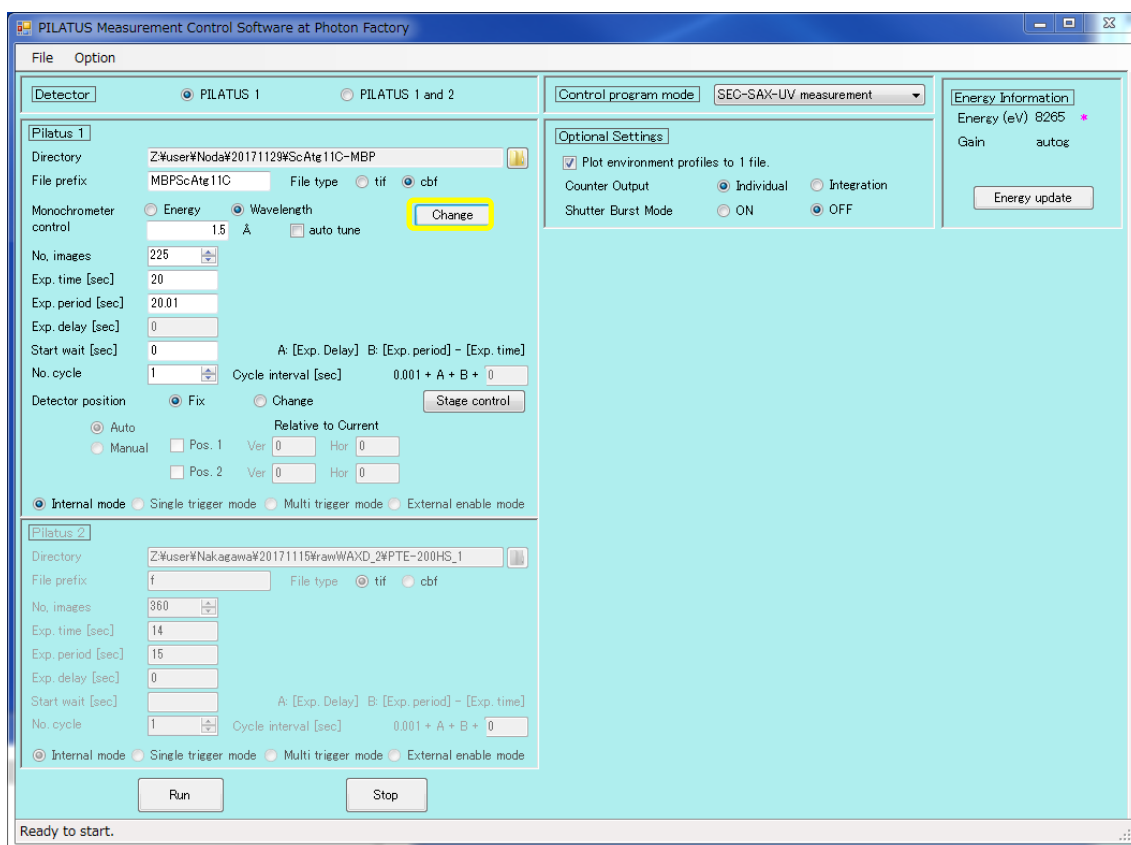 PILATUS Measurement Control Software at Photon Factory
File Option
Detector PILATUS 1 PILATUS 1 and 2
Control program mode SEC-SAX-UV measurement
Energy Information
Energy (eV) 8265 *
Gain autog
Energy update
Optional Settings
Plot environment profiles to 1 file.
Counter Output Individual Integration
Shutter Burst Mode ON OFF
Pilatus 1
Directory Z:¥user¥Noda¥20171129¥ScAtg11C-MBP
File prefix MBPScAtg11C File type tif cbf
Monochrometer control Energy Wavelength Change
1.5 Å auto tune
No, images 225
Exp. time [sec] 20
Exp. period [sec] 20.01
Exp. delay [sec] 0
Start wait [sec] 0 A: [Exp. Delay] B: [Exp. period] - [Exp. time]
No. cycle 1 Cycle interval [sec] 0.001 + A + B + 0
Detector position Fix Change Stage control
Auto Relative to Current
Manual Pos. 1 Ver 0 Hor 0
Pos. 2 Ver 0 Hor 0
Internal mode Single trigger mode Multi trigger mode External enable mode
Pilatus 2
Directory Z:¥user¥Nakagawa¥20171115¥rawWAXD_2¥PTE-200HS_1
File prefix f File type tif cbf
No, images 360
Exp. time [sec] 14
Exp. period [sec] 15
Exp. delay [sec] 0
Start wait [sec] A: [Exp. Delay] B: [Exp. period] - [Exp. time]
No. cycle 1 Cycle interval [sec] 0.001 + A + B + 0
Internal mode Single trigger mode Multi trigger mode External enable mode
Run Stop
Ready to start.